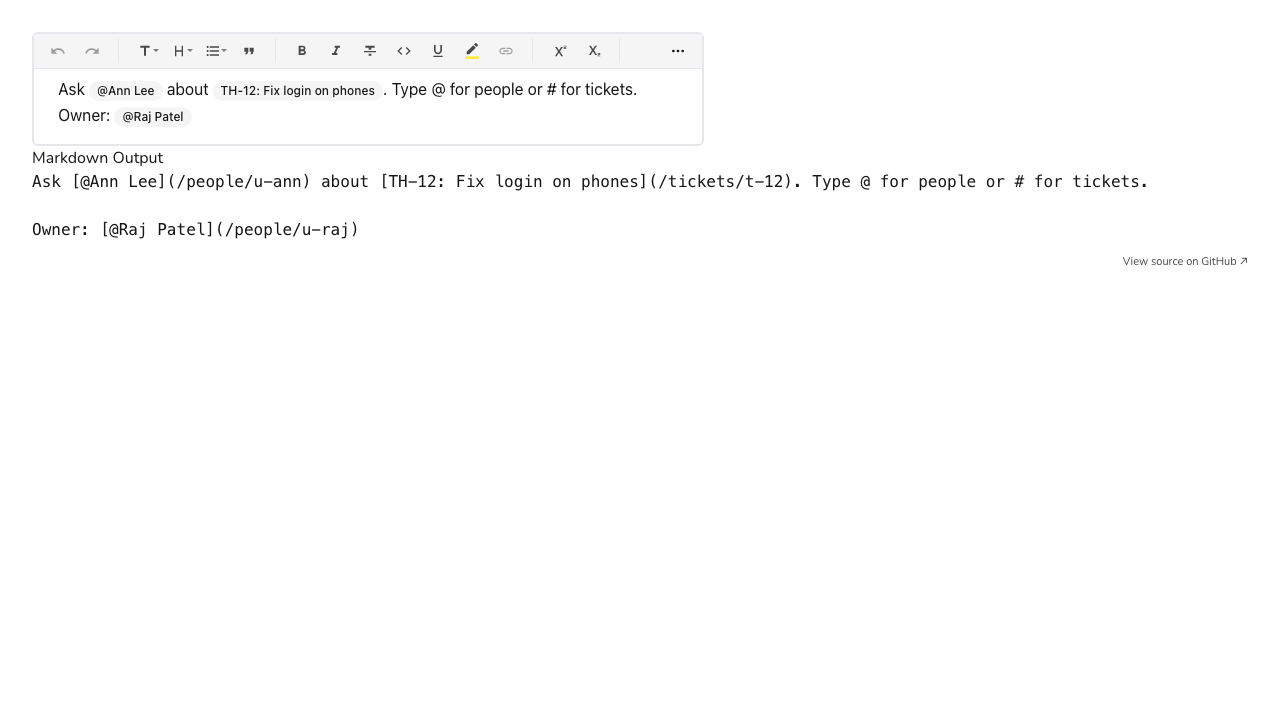 Ask @Ann Lee about TH-12: Fix login on phones. Type @ for people or # for tickets.
Owner: @Raj Patel
Markdown Output
Ask [@Ann Lee](/people/u-ann) about [TH-12: Fix login on phones](/tickets/t-12). Type @ for people or # for tickets.
Owner: [@Raj Patel](/people/u-raj)
View source on GitHub ↗